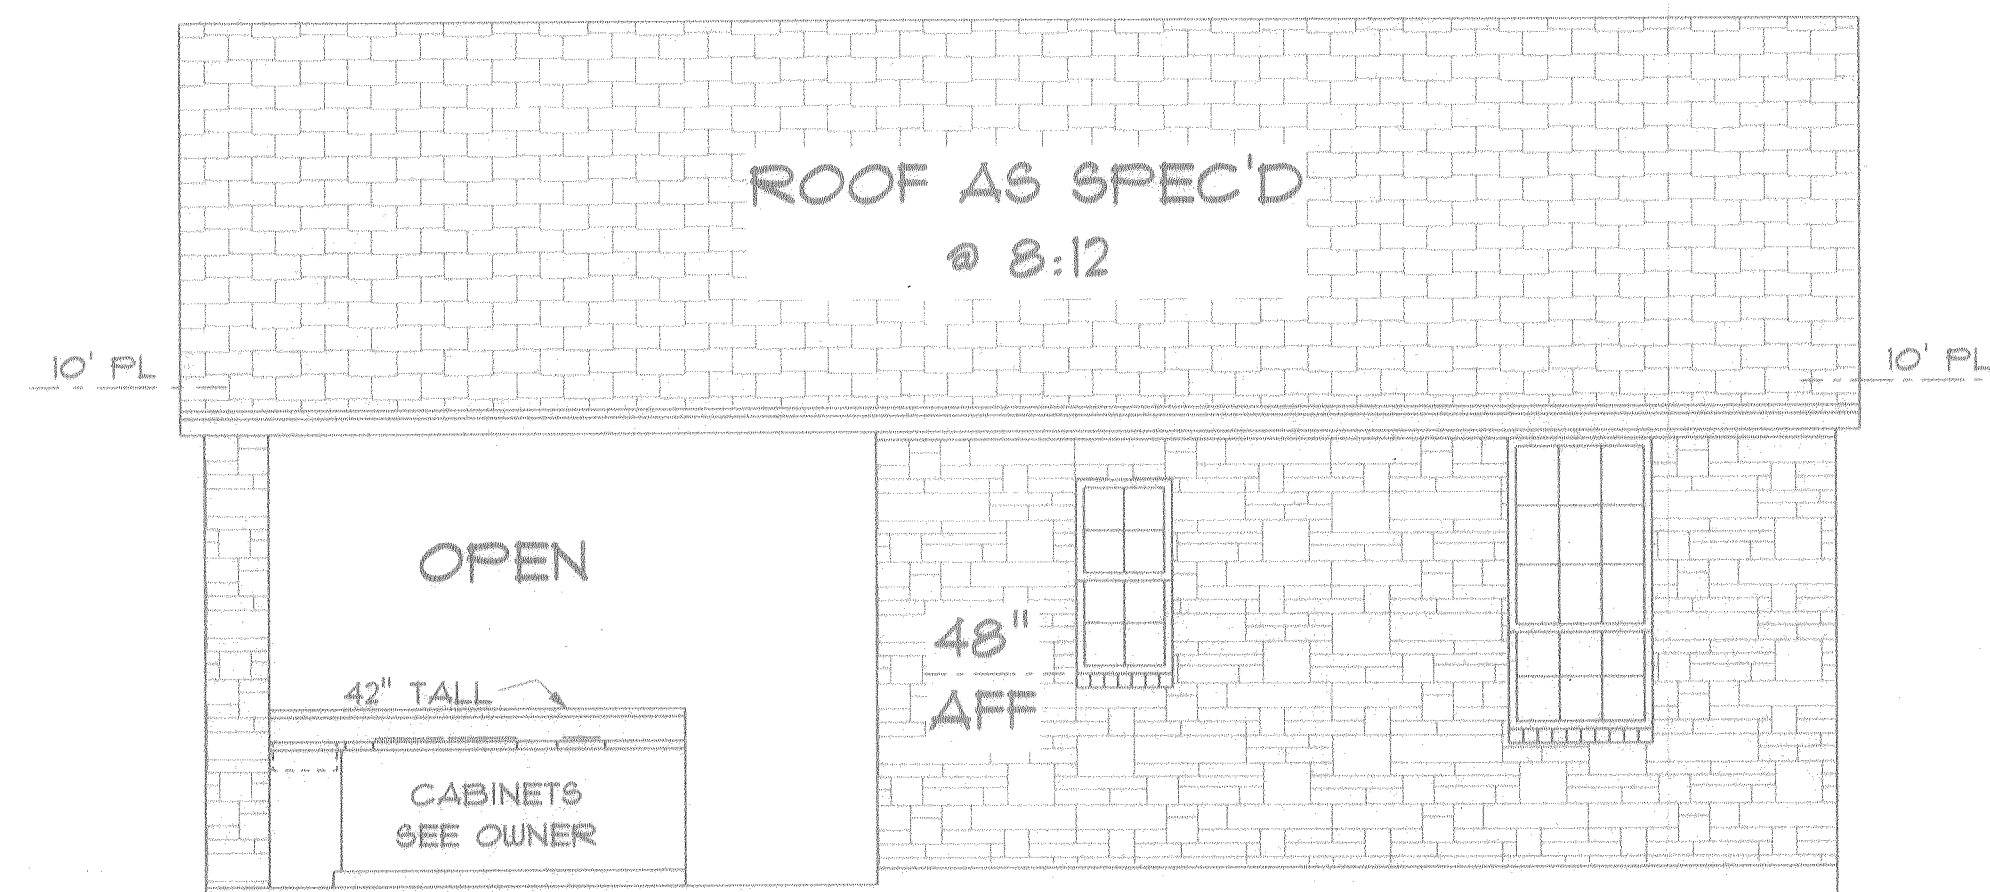 ROOF AS SPEC'D
@ 8:12
10' PL
10' PL
OPEN
48"
AFF
42" TALL
CABINETS
SEE OWNER